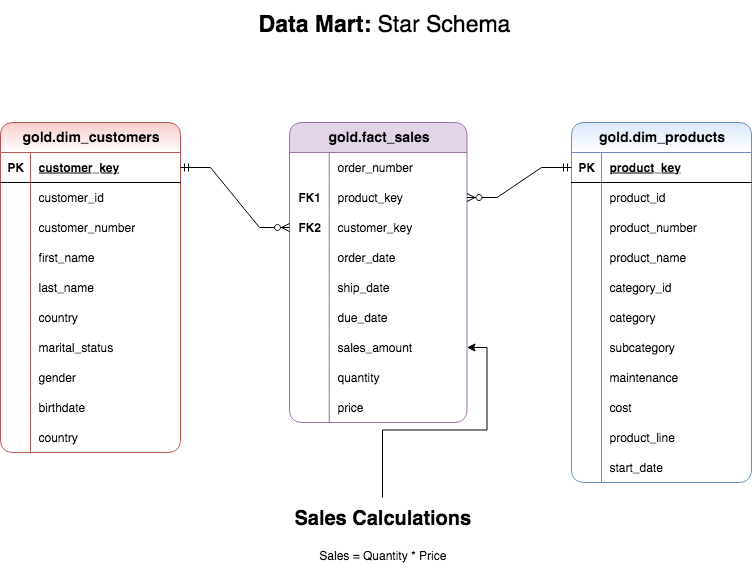 Data Mart: Star Schema
gold.dim_customers
PK customer_key
customer_id
customer_number
first_name
last_name
country
marital_status
gender
birthdate
country
gold.fact_sales
order_number
FK1 product_key
FK2 customer_key
order_date
ship_date
due_date
sales_amount
quantity
price
gold.dim_products
PK product_key
product_id
product_number
product_name
category_id
category
subcategory
maintenance
cost
product_line
start_date
Sales Calculations
Sales = Quantity * Price